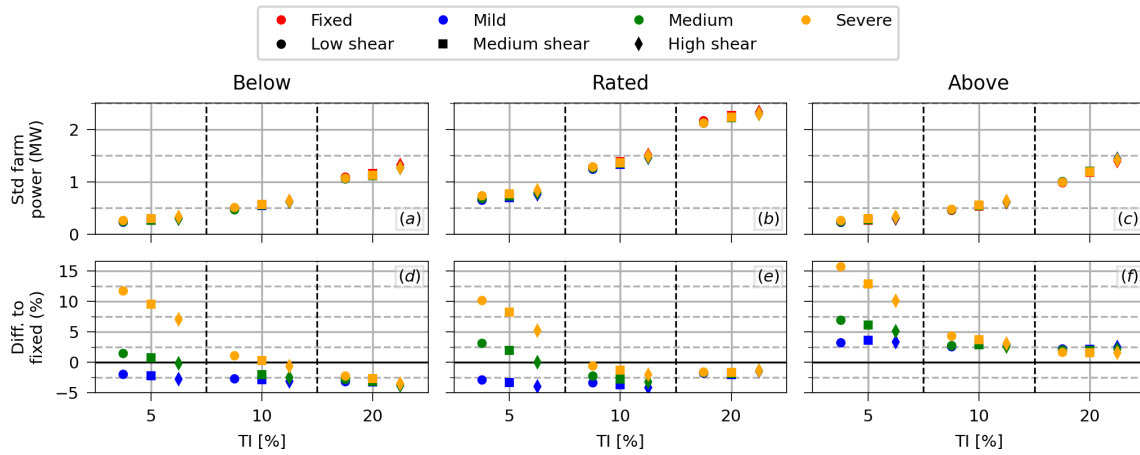 Fixed Mild Medium Severe
Low shear Medium shear High shear
Below Rated Above
Std farm
power (MW)
2
1
0
(a) (b) (c)
Diff. to
fixed (%)
15
10
5
0
−5
(d) (e) (f)
5 10 20 5 10 20 5 10 20
TI [%] TI [%] TI [%]